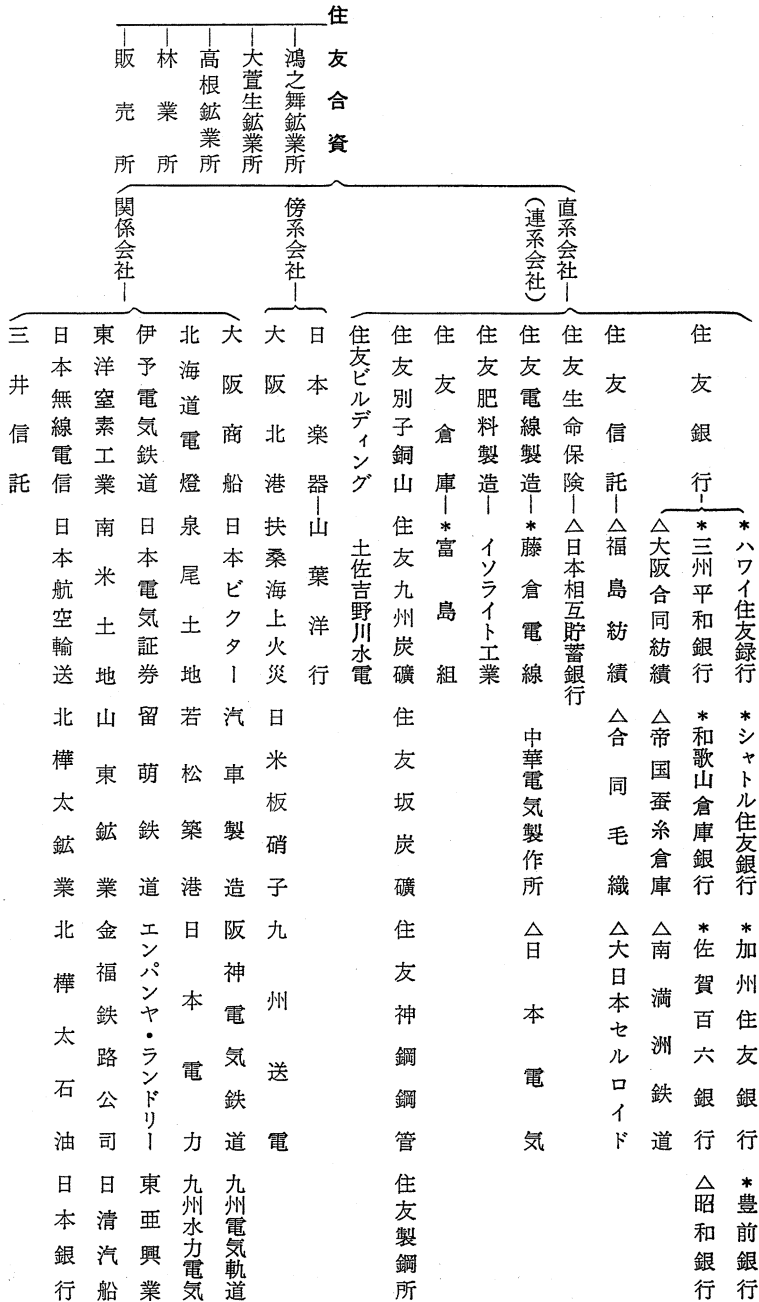 住友合資
鴻之舞鉱業所
大萱生鉱業所
高根鉱業所
林業所
販売所
直系会社
(連系会社)
傍系会社
関係会社
*ハワイ住友緑行 *シャトル住友銀行 *加州住友銀行 *豊前銀行
住友銀行 *三州平和銀行 *和歌山倉庫銀行 *佐賀百六銀行 △昭和銀行
△大阪合同紡績 △帝国蚕糸倉庫 △南満洲鉄道
住友信託 △福島紡績 △合同毛織 △大日本セルロイド
住友生命保険 △日本相互貯蓄銀行
住友電線製造 *藤倉電線 中華電気製作所 △日本電気
住友肥料製造 イソライト工業
住友倉庫 *富島組
住友別子銅山 住友九州炭礦 住友坂炭礦 住友神鋼鋼管 住友製鋼所
住友ビルディング 土佐吉野川水電
日本楽器 山葉洋行
大阪北港 扶桑海上火災 日米板硝子 九州送電
大阪商船 日本ビクター 汽車製造 阪神電気鉄道 九州電気軌道
北海道電燈 泉尾土地 若松築港 日本電力 九州水力電気
伊予電気鉄道 日本電気証券 留萌鉄道 エンパンヤ・ランドリー 東亜興業
東洋窒素工業 南米土地 山東鉱業 金福鉄路公司 日清汽船
日本無線電信 日本航空輸送 北樺太鉱業 北樺太石油 日本銀行
三井信託